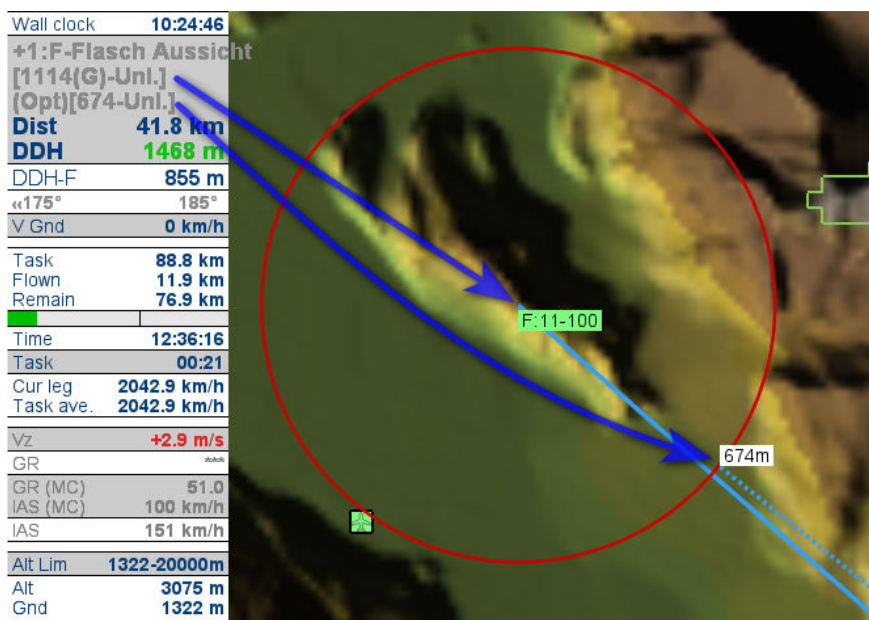 Wall clock 10:24:46
+1:F-Flasch Aussicht
[1114(G)-Unl.]
(Opt)[674-Unl.]
Dist 41.8 km
DDH 1468 m
DDH-F 855 m
«175° 185°
V Gnd 0 km/h
Task 88.8 km
Flown 11.9 km
Remain 76.9 km
Time 12:36:16
Task 00:21
Cur leg 2042.9 km/h
Task ave. 2042.9 km/h
Vz +2.9 m/s
GR ***
GR (MC) 51.0
IAS (MC) 100 km/h
IAS 151 km/h
Alt Lim 1322-20000m
Alt 3075 m
Gnd 1322 m
F:11-100
674m